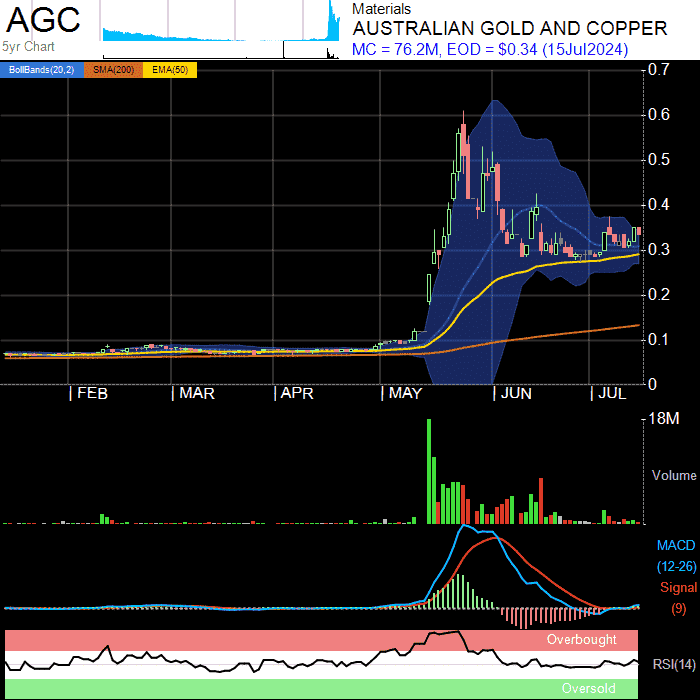 AGC
5yr Chart
Materials
AUSTRALIAN GOLD AND COPPER
MC = 76.2M, EOD = $0.34 (15Jul2024)
BollBands(20,2) SMA(200) EMA(50)
0.7
0.6
0.5
0.4
0.3
0.2
0.1
0
| FEB | MAR | APR | MAY | JUN | JUL
18M
Volume
MACD
(12-26)
Signal
(9)
Overbought
RSI(14)
Oversold